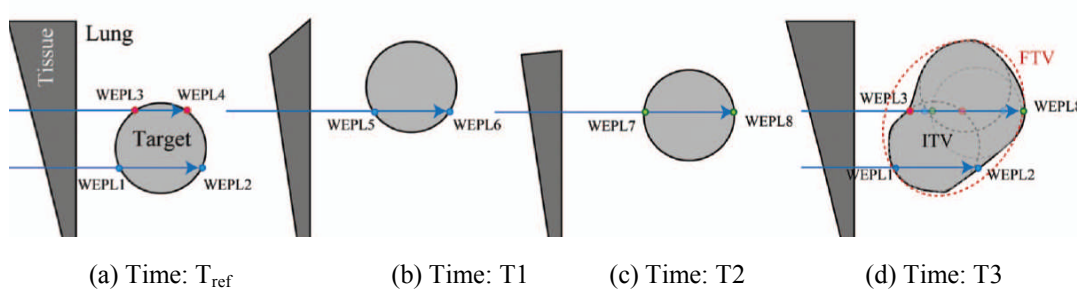 Tissue
Lung
WEPL3
WEPL4
Target
WEPL1
WEPL2
WEPL5
WEPL6
WEPL7
WEPL8
FTV
WEPL3
WEPL8
ITV
WEPL1
WEPL2
(a) Time: Tref
(b) Time: T1
(c) Time: T2
(d) Time: T3